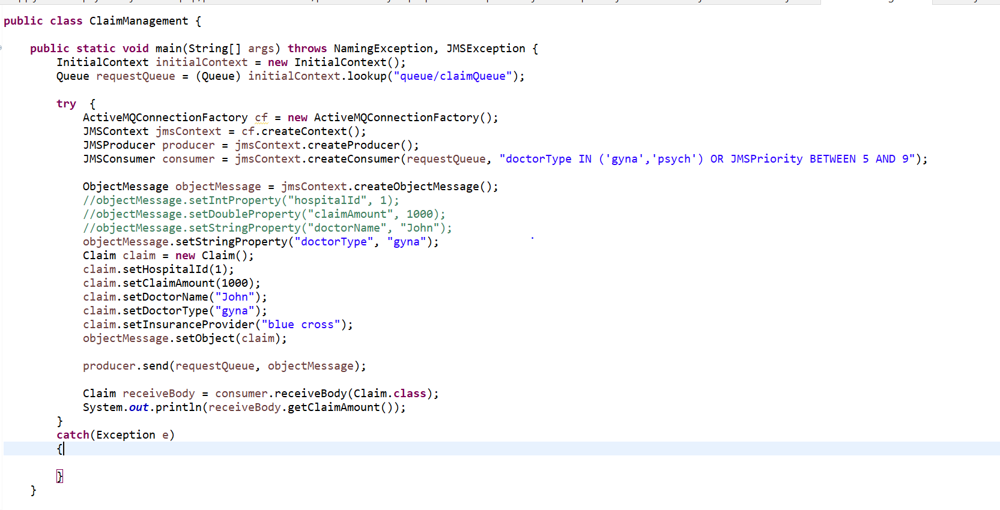 public class ClaimManagement {
public static void main(String[] args) throws NamingException, JMSException {
InitialContext initialContext = new InitialContext();
Queue requestQueue = (Queue) initialContext.lookup("queue/claimQueue");
try {
ActiveMQConnectionFactory cf = new ActiveMQConnectionFactory();
JMSContext jmsContext = cf.createContext();
JMSProducer producer = jmsContext.createProducer();
JMSConsumer consumer = jmsContext.createConsumer(requestQueue, "doctorType IN ('gyna','psych') OR JMSPriority BETWEEN 5 AND 9");
ObjectMessage objectMessage = jmsContext.createObjectMessage();
//objectMessage.setIntProperty("hospitalId", 1);
//objectMessage.setDoubleProperty("claimAmount", 1000);
//objectMessage.setStringProperty("doctorName", "John");
objectMessage.setStringProperty("doctorType", "gyna");
Claim claim = new Claim();
claim.setHospitalId(1);
claim.setClaimAmount(1000);
claim.setDoctorName("John");
claim.setDoctorType("gyna");
claim.setInsuranceProvider("blue cross");
objectMessage.setObject(claim);
producer.send(requestQueue, objectMessage);
Claim receiveBody = consumer.receiveBody(Claim.class);
System.out.println(receiveBody.getClaimAmount());
}
catch(Exception e)
{
}
}